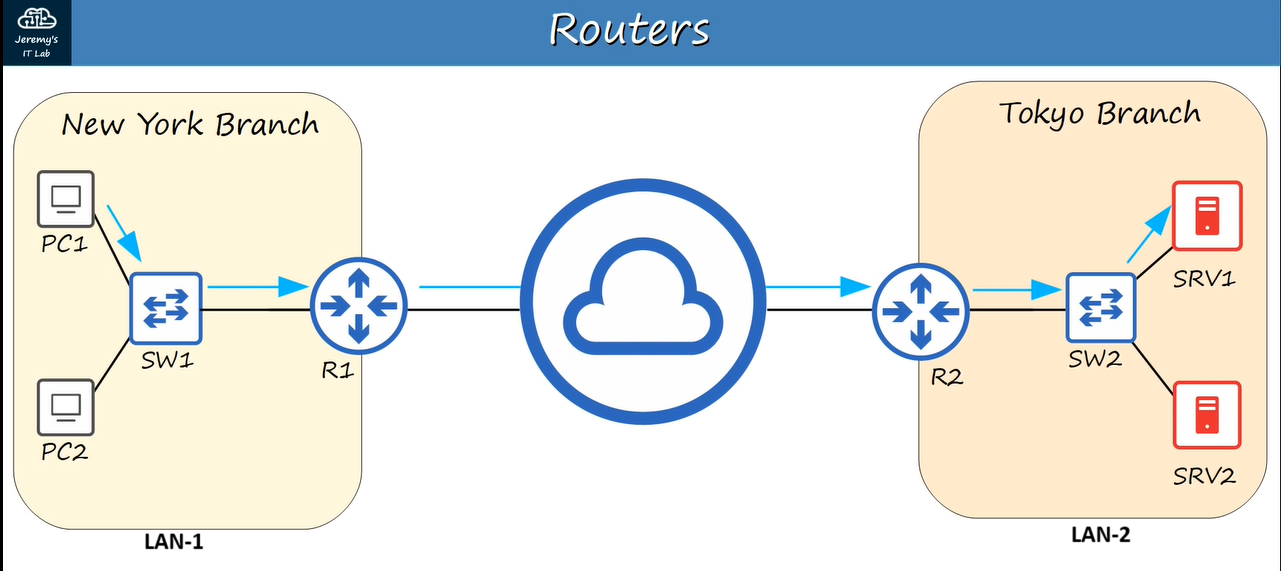 Jeremy's
IT Lab
Routers
New York Branch
PC1
SW1
R1
PC2
LAN-1
Tokyo Branch
SRV1
SW2
R2
SRV2
LAN-2